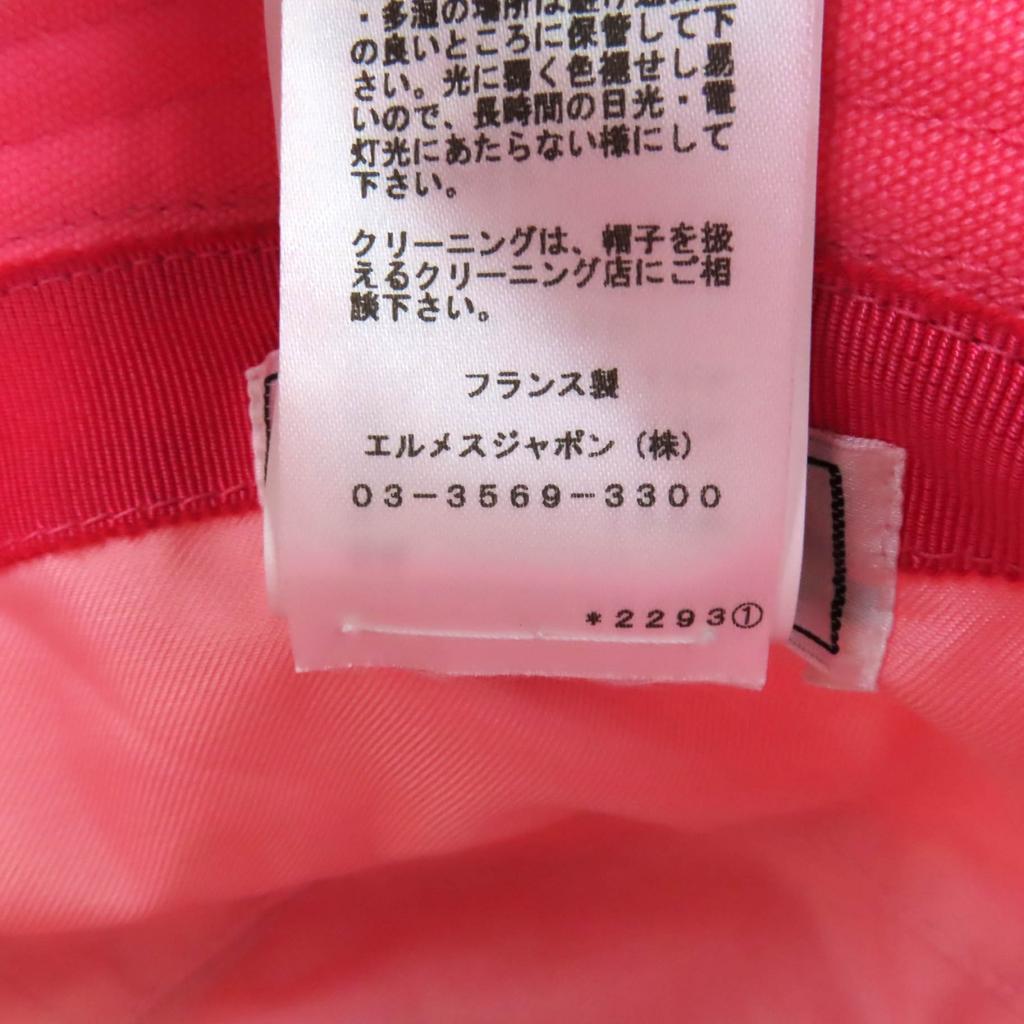 ・多湿の場所は避け
の良いところに保管して下
さい。光に弱く色褪せし易
いので、長時間の日光・電
灯光にあたらない様にして
下さい。
クリーニングは、帽子を扱
えるクリーニング店にご相
談下さい。
フランス製
エルメスジャポン（株）
03-3569-3300
*2293①